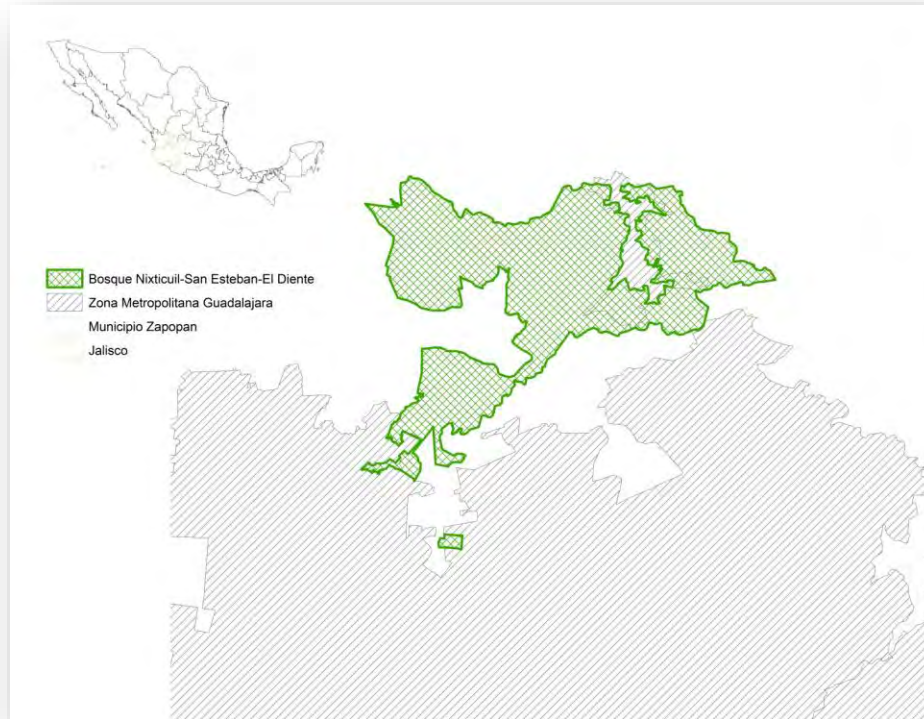 Bosque Nixticuil-San Esteban-El Diente
Zona Metropolitana Guadalajara
Municipio Zapopan
Jalisco